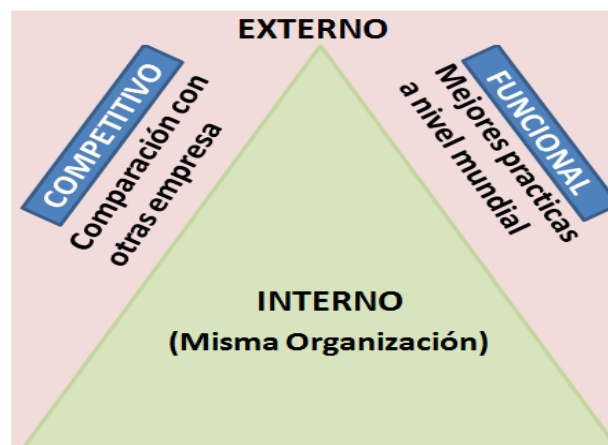 EXTERNO
COMPETITIVO
Comparación con
otras empresa
FUNCIONAL
Mejores practicas
a nivel mundial
INTERNO
(Misma Organización)